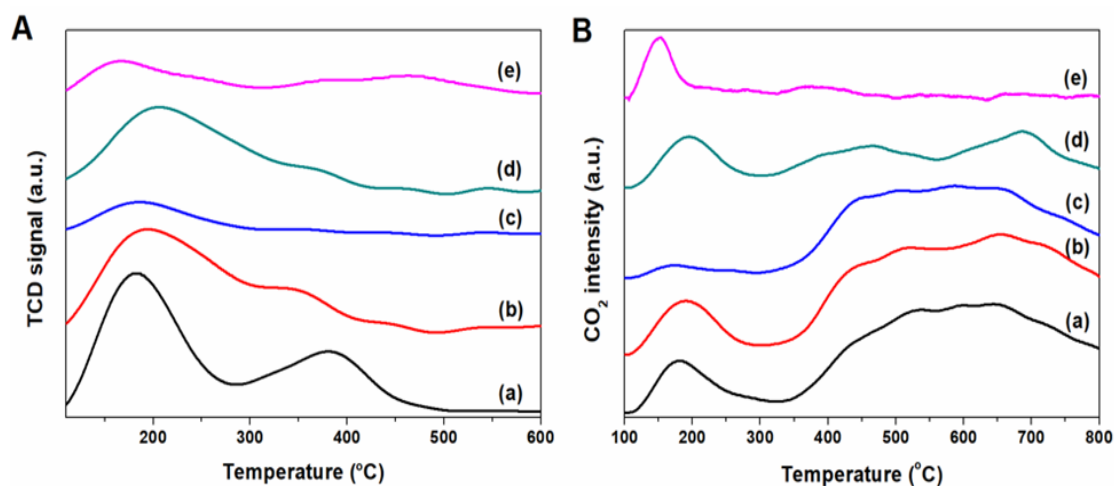 A
TCD signal (a.u.)
(e)
(d)
(c)
(b)
(a)
200 300 400 500 600
Temperature (ºC)
B
CO₂ intensity (a.u.)
(e)
(d)
(c)
(b)
(a)
100 200 300 400 500 600 700 800
Temperature (°C)